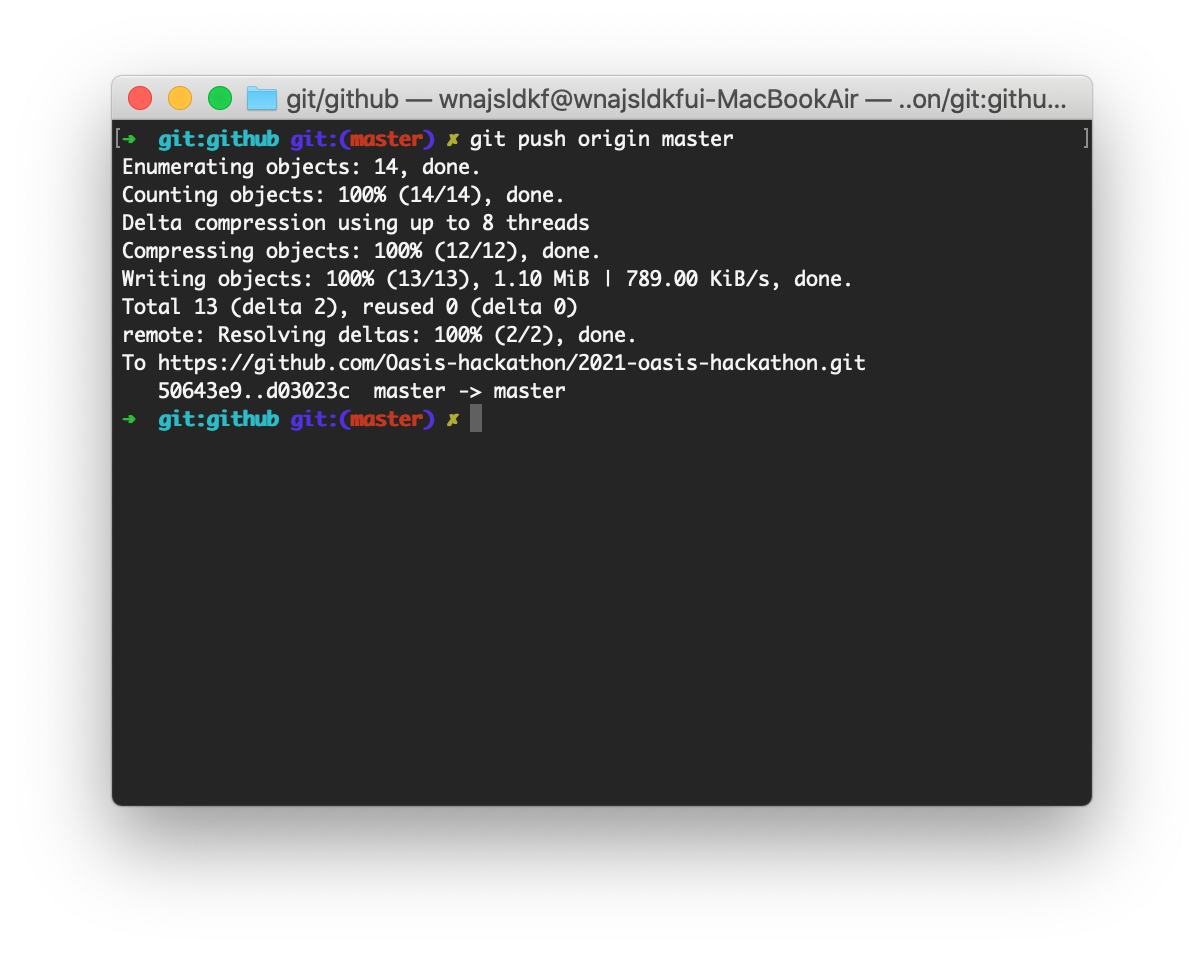 git/github — wnajsldkf@wnajsldkfui-MacBookAir — ..on/git:githu...
[➜  git:github git:(master) ✗ git push origin master ]
Enumerating objects: 14, done.
Counting objects: 100% (14/14), done.
Delta compression using up to 8 threads
Compressing objects: 100% (12/12), done.
Writing objects: 100% (13/13), 1.10 MiB | 789.00 KiB/s, done.
Total 13 (delta 2), reused 0 (delta 0)
remote: Resolving deltas: 100% (2/2), done.
To https://github.com/Oasis-hackathon/2021-oasis-hackathon.git
   50643e9..d03023c  master -> master
➜  git:github git:(master) ✗